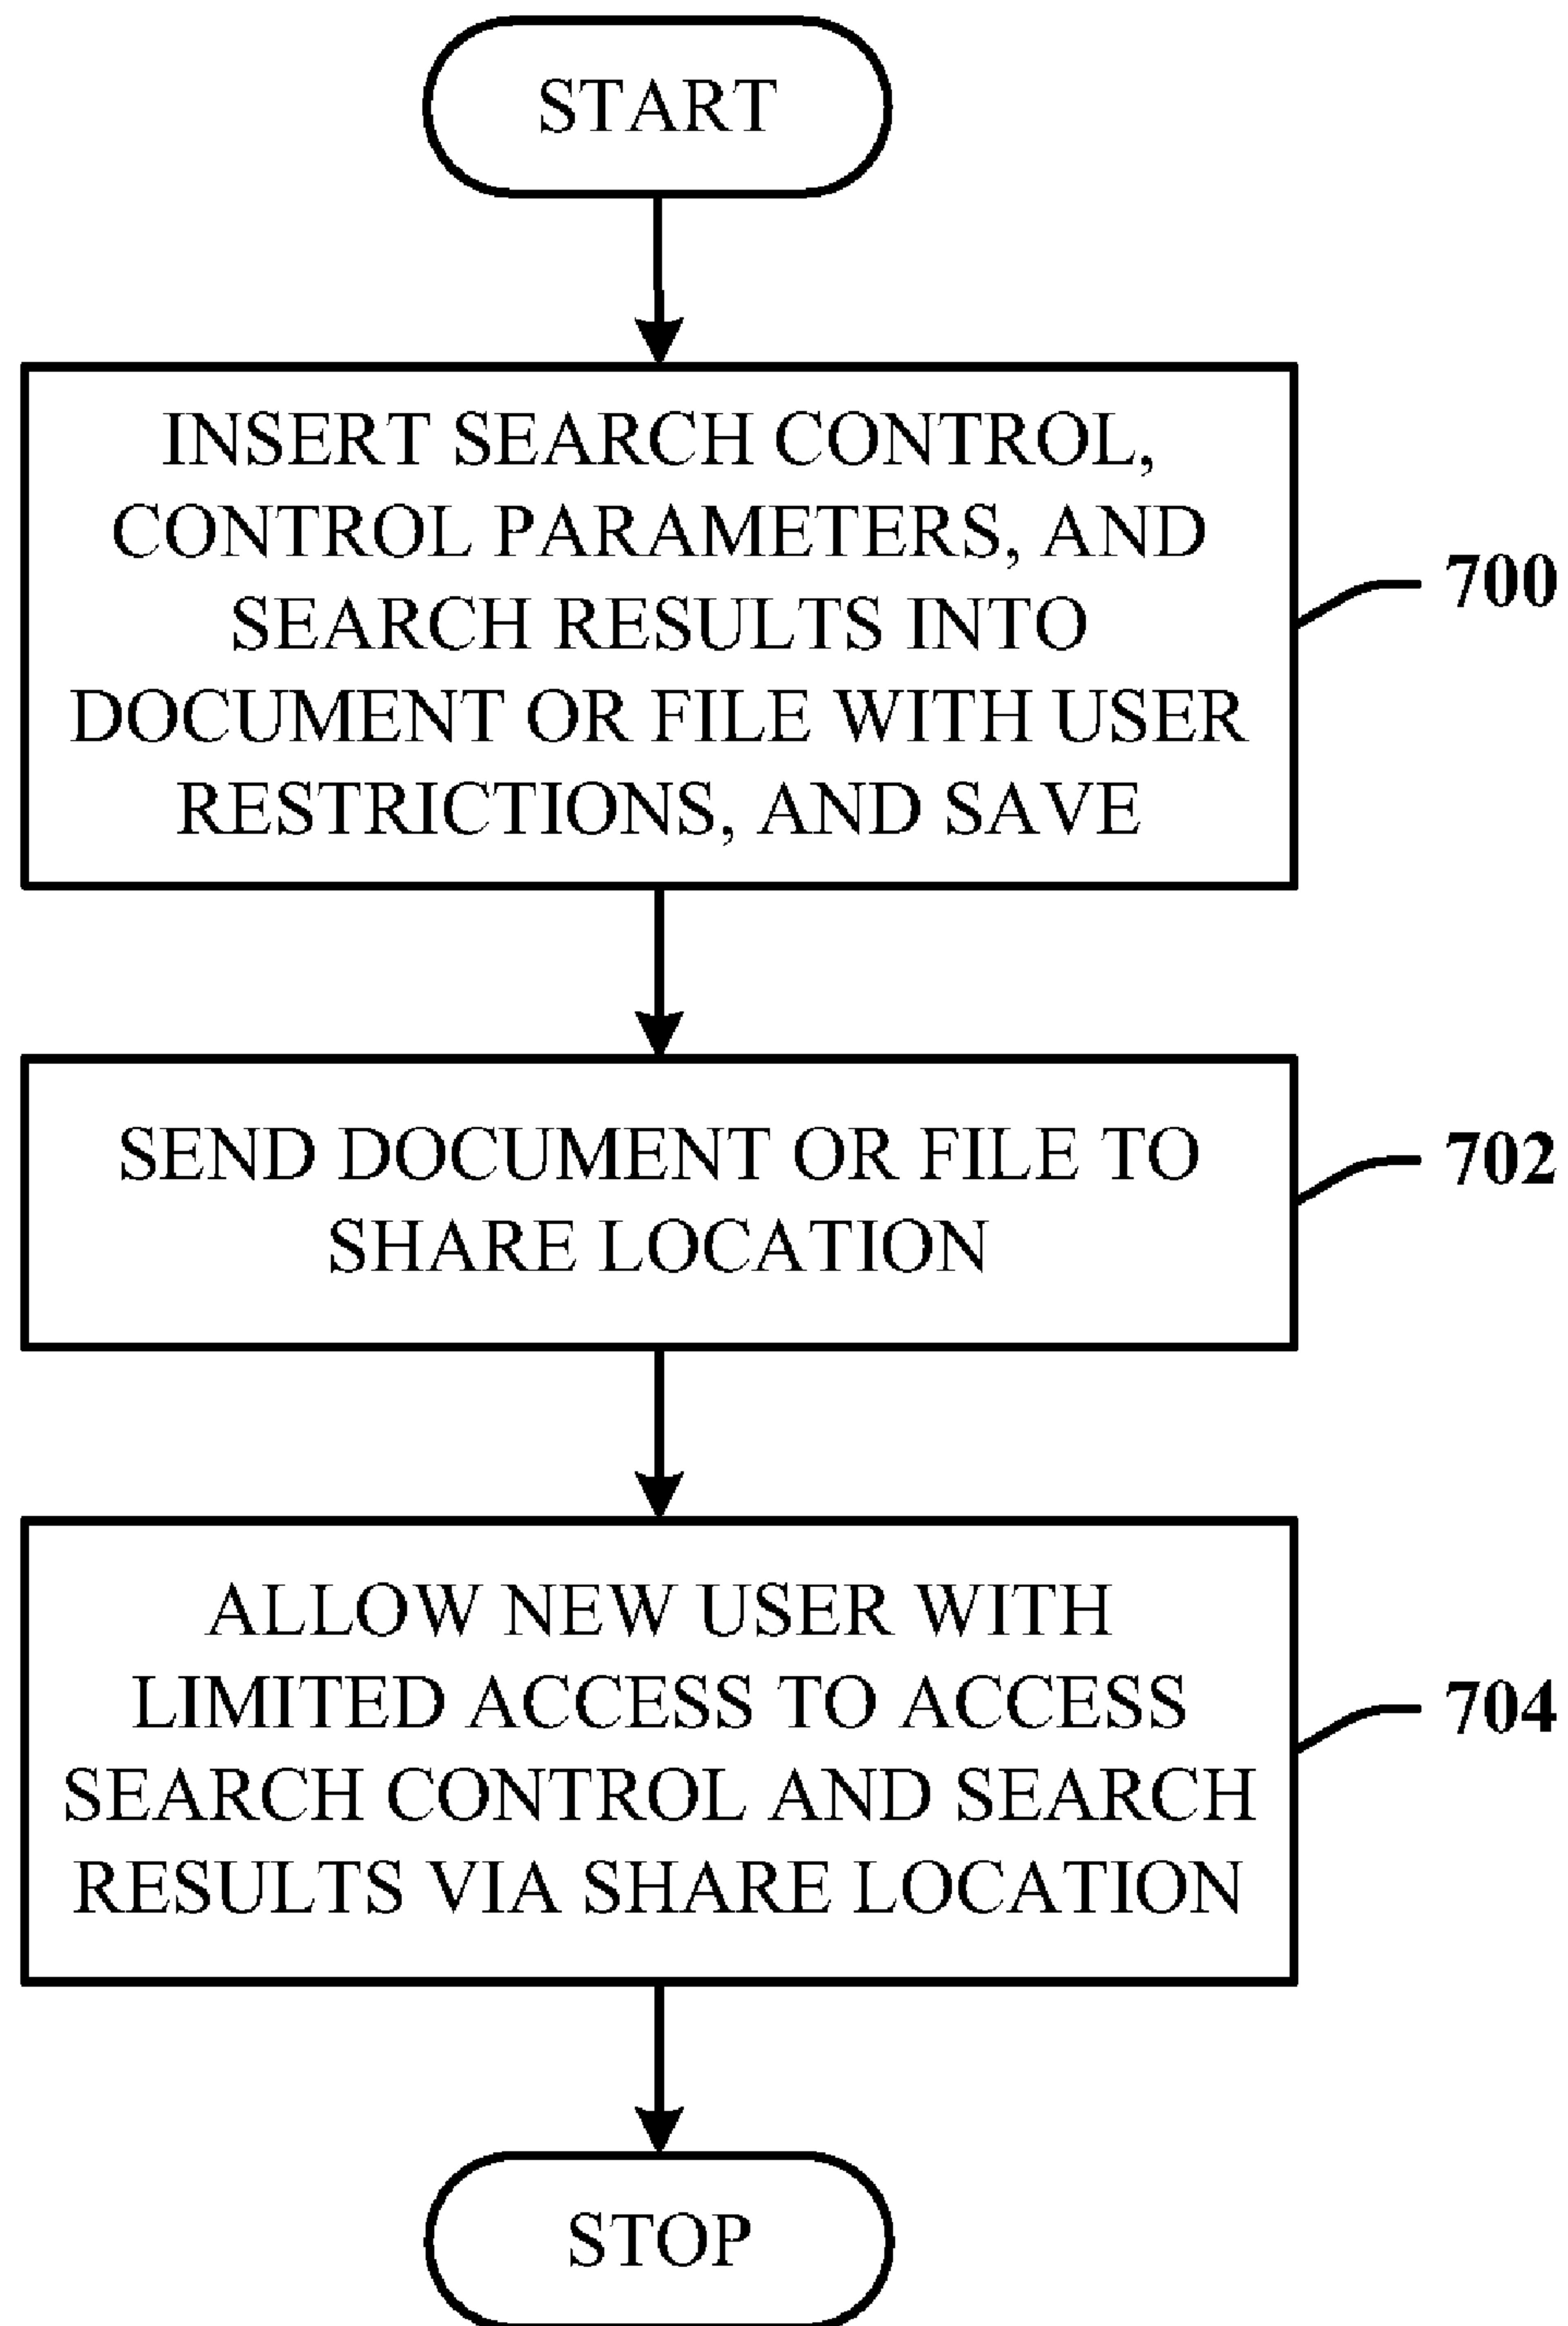 START
INSERT SEARCH CONTROL,
CONTROL PARAMETERS, AND
SEARCH RESULTS INTO
DOCUMENT OR FILE WITH USER
RESTRICTIONS, AND SAVE
700
SEND DOCUMENT OR FILE TO
SHARE LOCATION
702
ALLOW NEW USER WITH
LIMITED ACCESS TO ACCESS
SEARCH CONTROL AND SEARCH
RESULTS VIA SHARE LOCATION
704
STOP